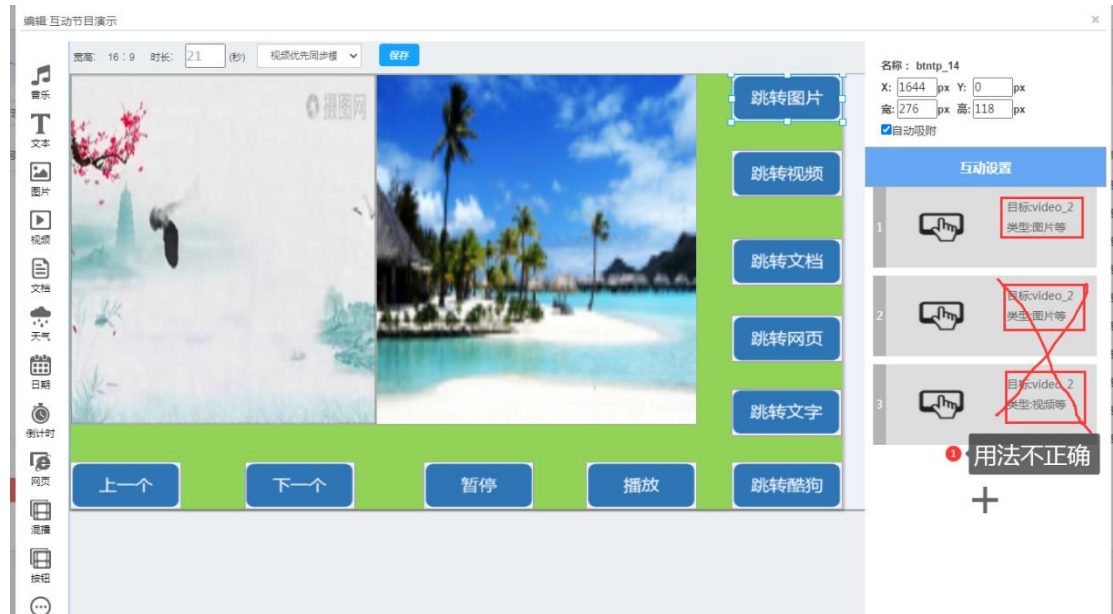 编辑:互动节目演示
×
宽高: 16:9 时长: 21 (秒) 视频优先同步模 保存
音乐
文本
图片
视频
文档
天气
日期
倒计时
网页
混播
按钮
摄图网
跳转图片
跳转视频
跳转文档
跳转网页
跳转文字
上一个 下一个 暂停 播放 跳转酷狗
名称: btntp_14
X: 1644 px Y: 0 px
宽: 276 px 高: 118 px
自动吸附
互动设置
1
目标:video_2
类型:图片等
2
目标:video_2
类型:图片等
3
目标:video_2
类型:视频等
1 用法不正确
+